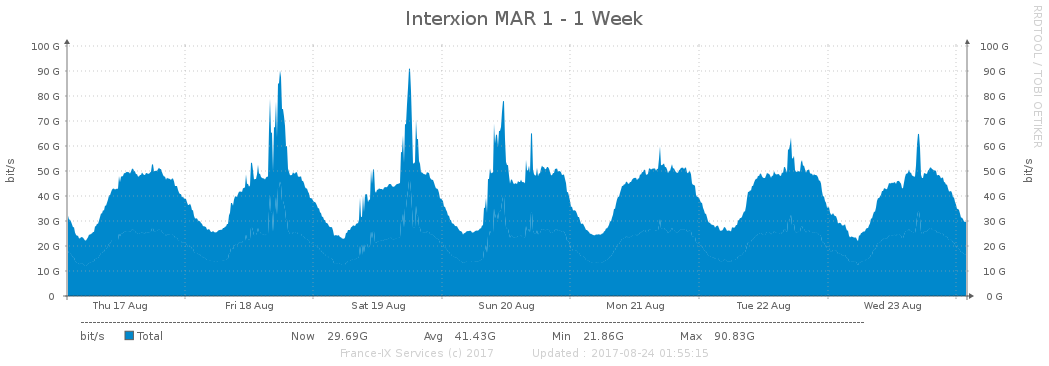 Interxion MAR 1 - 1 Week
RRDTOOL / TOBI OETIKER
bit/s
bit/s
100 G 100 G
90 G 90 G
80 G 80 G
70 G 70 G
60 G 60 G
50 G 50 G
40 G 40 G
30 G 30 G
20 G 20 G
10 G 10 G
0 0 G
Thu 17 Aug Fri 18 Aug Sat 19 Aug Sun 20 Aug Mon 21 Aug Tue 22 Aug Wed 23 Aug
bit/s Total Now 29.69G Avg 41.43G Min 21.86G Max 90.83G
France-IX Services (c) 2017 Updated : 2017-08-24 01:55:15